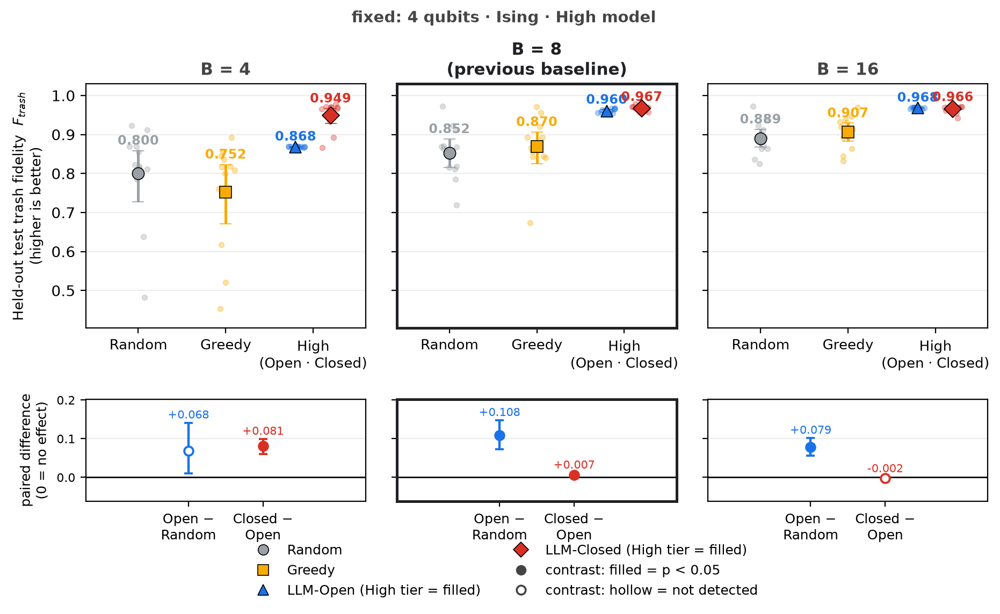 fixed: 4 qubits · Ising · High model
B = 4
B = 8
(previous baseline)
B = 16
Held-out test trash fidelity F_trash
(higher is better)
1.0
0.9
0.8
0.7
0.6
0.5
0.800
0.752
0.868
0.949
0.852
0.870
0.960
0.967
0.889
0.907
0.968
0.966
Random
Greedy
High
(Open · Closed)
Random
Greedy
High
(Open · Closed)
Random
Greedy
High
(Open · Closed)
paired difference
(0 = no effect)
0.2
0.1
0.0
+0.068
+0.081
+0.108
+0.007
+0.079
-0.002
Open −
Random
Closed −
Open
Open −
Random
Closed −
Open
Open −
Random
Closed −
Open
Random
Greedy
LLM-Open (High tier = filled)
LLM-Closed (High tier = filled)
contrast: filled = p < 0.05
contrast: hollow = not detected